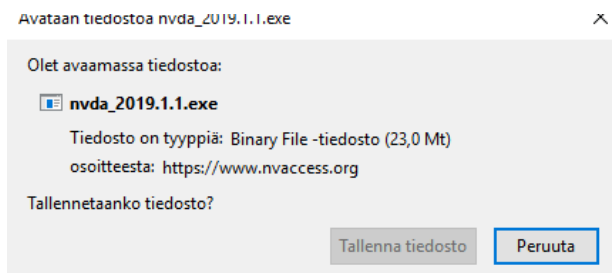 Avataan tiedostoa nvda_2019.1.1.exe
Olet avaamassa tiedostoa:
nvda_2019.1.1.exe
Tiedosto on tyyppiä: Binary File -tiedosto (23,0 Mt)
osoitteesta: https://www.nvaccess.org
Tallennetaanko tiedosto?
Tallenna tiedosto Peruuta